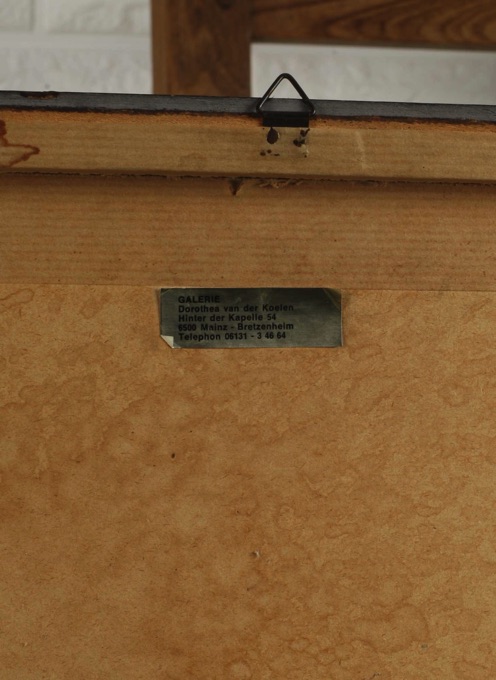 GALERIE
Dorothea van der Koelen
Hinter der Kapelle 54
6500 Mainz - Bretzenheim
Telephon 06131 - 3 46 64